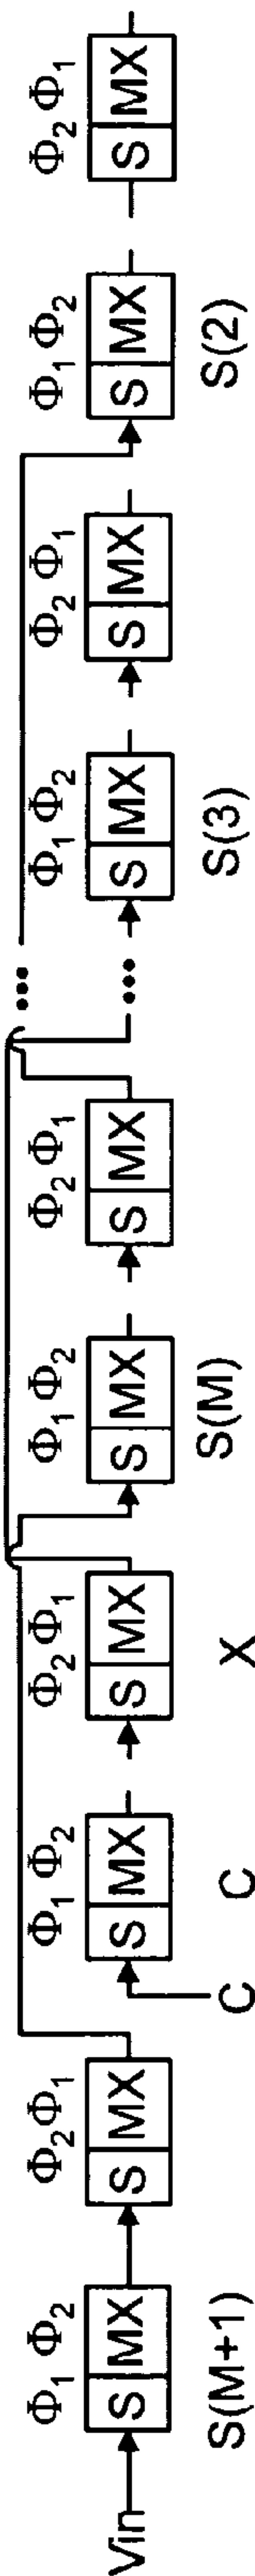 Φ₁ Φ₂ Φ₂ Φ₁ Φ₁ Φ₂ Φ₂ Φ₁ Φ₁ Φ₂ Φ₂ Φ₁ ... Φ₁ Φ₂ Φ₂ Φ₁ Φ₁ Φ₂ Φ₂ Φ₁
Vin S MX S MX S MX S MX S MX S MX ... S MX S MX S MX S MX
S(M+1) C C X S(M) S(3) S(2)